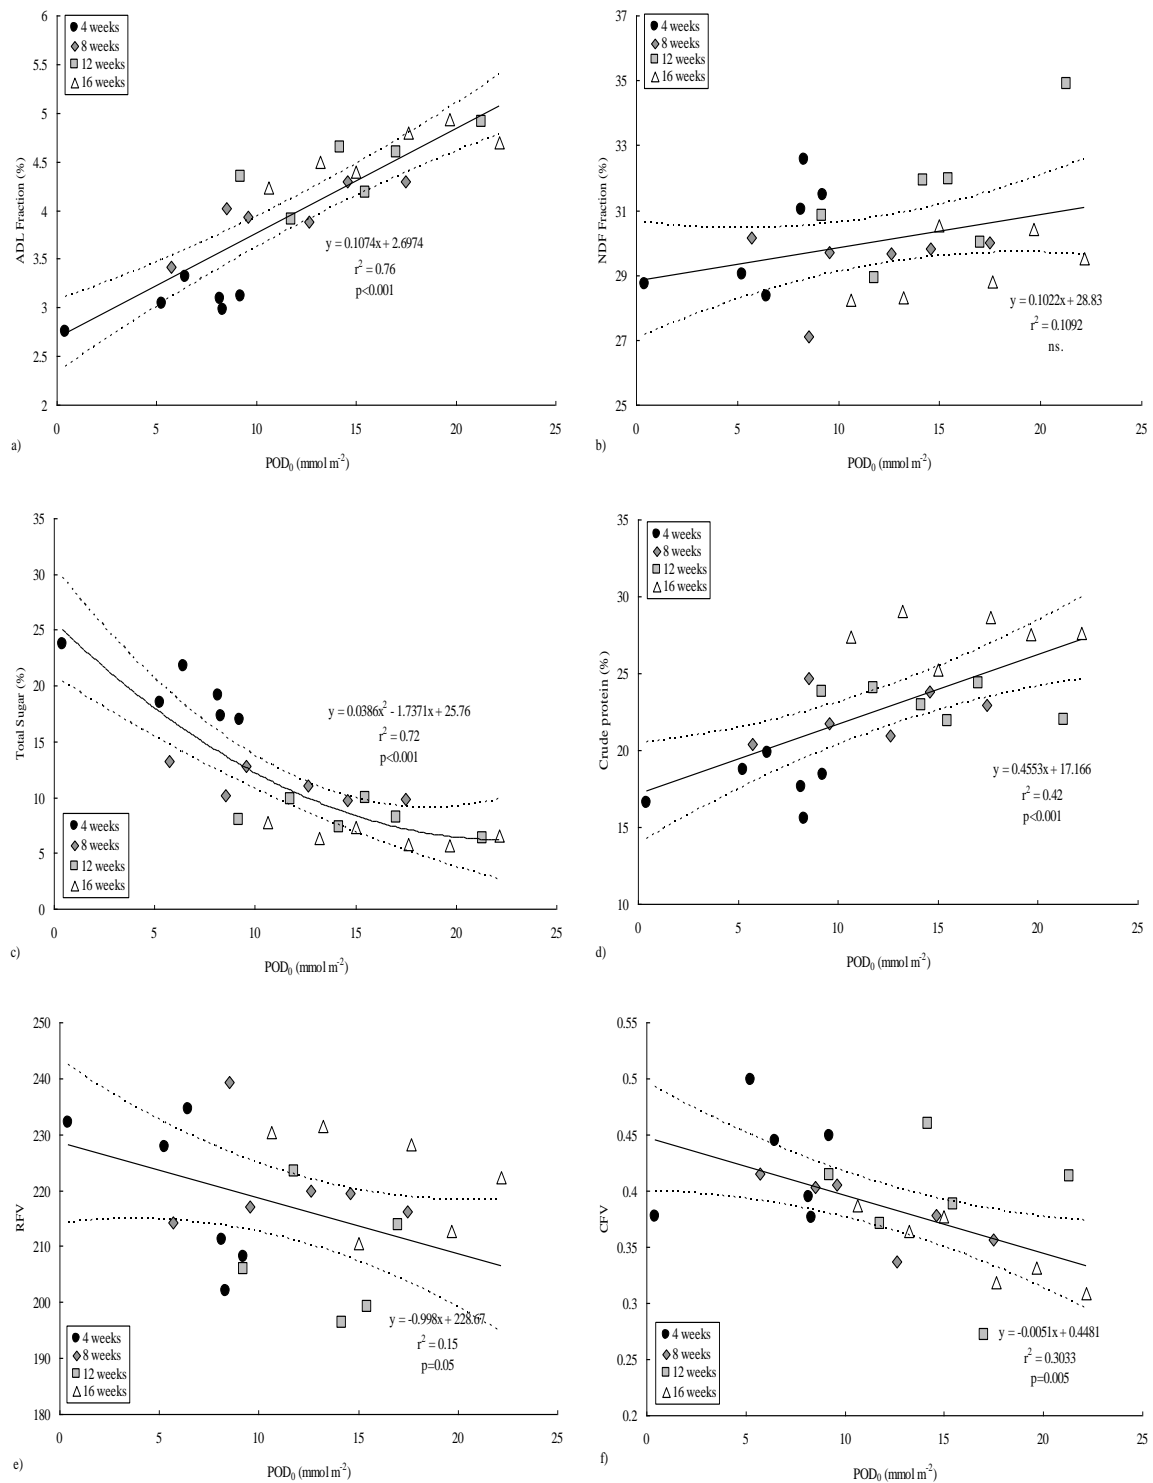 4 weeks
8 weeks
12 weeks
16 weeks
ADL Fraction (%)
6
5.5
5
4.5
4
3.5
3
2.5
2
y = 0.1074x + 2.6974
r² = 0.76
p<0.001
0 5 10 15 20 25
POD₀ (mmol m⁻²)
a)
4 weeks
8 weeks
12 weeks
16 weeks
NDF Fraction (%)
37
35
33
31
29
27
25
y = 0.1022x + 28.83
r² = 0.1092
ns.
0 5 10 15 20 25
POD₀ (mmol m⁻²)
b)
Total Sugar (%)
35
30
25
20
15
10
5
0
y = 0.0386x² - 1.7371x + 25.76
r² = 0.72
p<0.001
4 weeks
8 weeks
12 weeks
16 weeks
0 5 10 15 20 25
POD₀ (mmol m⁻²)
c)
4 weeks
8 weeks
12 weeks
16 weeks
Crude protein (%)
35
30
25
20
15
10
y = 0.4553x + 17.166
r² = 0.42
p<0.001
0 5 10 15 20 25
POD₀ (mmol m⁻²)
d)
RFV
250
240
230
220
210
200
190
180
y = -0.998x + 228.67
r² = 0.15
p=0.05
4 weeks
8 weeks
12 weeks
16 weeks
0 5 10 15 20 25
POD₀ (mmol m⁻²)
e)
CFV
0.55
0.5
0.45
0.4
0.35
0.3
0.25
0.2
y = -0.0051x + 0.4481
r² = 0.3033
p=0.005
4 weeks
8 weeks
12 weeks
16 weeks
0 5 10 15 20 25
POD₀ (mmol m⁻²)
f)